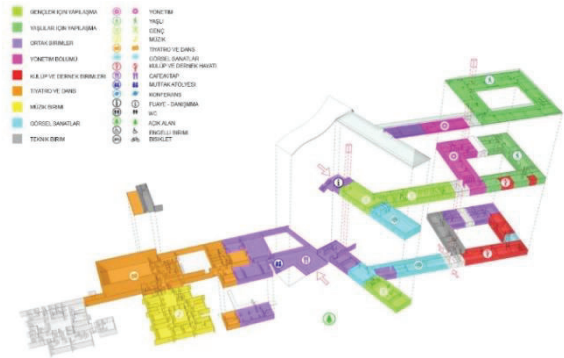 GENÇLER İÇİN YAPILAŞMA
YAŞLILAR İÇİN YAPILAŞMA
ORTAK BİRİMLER
YÖNETİM BÖLÜMÜ
KULÜP VE DERNEK BİRİMLERİ
TİYATRO VE DANS
MÜZİK BİRİMİ
GÖRSEL SANATLAR
TEKNİK BİRİM
YÖNETİM
YAŞLI
GENÇ
MÜZİK
TİYATRO VE DANS
GÖRSEL SANATLAR
KULÜP VE DERNEK HAYATI
CAFE/KİTAP
MUTFAK ATÖLYESİ
KONFERANS
FUAYE - DANIŞMA
WC
AÇIK ALAN
ENGELLİ BİRİMİ
BİSİKLET